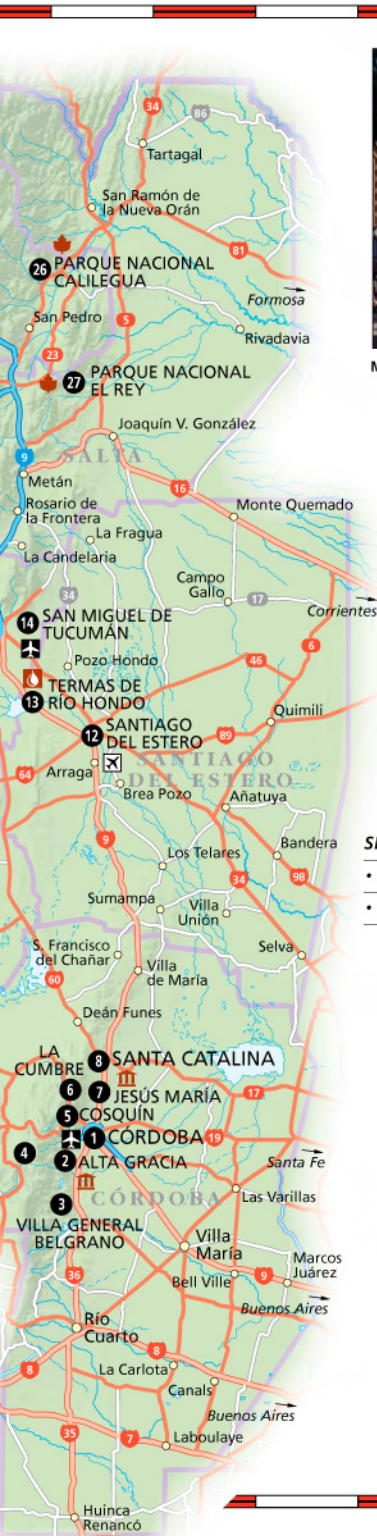 34
86
Tartagal
San Ramón de
la Nueva Orán
81
26 PARQUE NACIONAL
CALILEGUA
Formosa
San Pedro
5
Rivadavia
23
27 PARQUE NACIONAL
EL REY
Joaquín V. González
9
SALTA
Metán
16
Rosario de
la Frontera
Monte Quemado
La Fragua
La Candelaria
Campo
Gallo
34
17
Corrientes
14 SAN MIGUEL DE
TUCUMÁN
6
Pozo Hondo
46
TERMAS DE
13 RÍO HONDO
Quimili
12 SANTIAGO
DEL ESTERO
89
SANTIAGO
DEL ESTERO
64
Arraga
Brea Pozo
Añatuya
9
Bandera
Los Telares
34
98
Sumampa
Villa
Unión
S. Francisco
del Chañar
Selva
Villa
de María
60
Deán Funes
LA
CUMBRE
8 SANTA CATALINA
6
7 JESÚS MARÍA
17
5 COSQUÍN
1 CÓRDOBA
19
4
2 ALTA GRACIA
Santa Fe
3
CÓRDOBA
Las Varillas
VILLA GENERAL
BELGRANO
Villa
María
Marcos
Juárez
36
Bell Ville
9
Buenos Aires
Río
Cuarto
8
8
La Carlota
Canals
Buenos Aires
35
7
Laboulaye
Huinca
Renancó